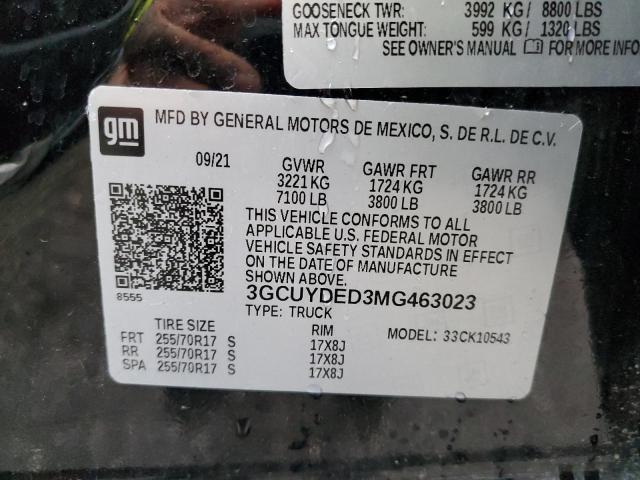 GOOSENECK TWR: 3992 KG / 8800 LBS
MAX TONGUE WEIGHT: 599 KG / 1320 LBS
SEE OWNER'S MANUAL FOR MORE INFO
gm
MFD BY GENERAL MOTORS DE MEXICO, S. DE R.L. DE C.V.
09/21 GVWR GAWR FRT GAWR RR
3221 KG 1724 KG 1724 KG
7100 LB 3800 LB 3800 LB
THIS VEHICLE CONFORMS TO ALL
APPLICABLE U.S. FEDERAL MOTOR
VEHICLE SAFETY STANDARDS IN EFFECT
ON THE DATE OF MANUFACTURE
SHOWN ABOVE.
8555
3GCUYDED3MG463023
TYPE: TRUCK
TIRE SIZE RIM MODEL: 33CK10543
FRT 255/70R17 S 17X8J
RR 255/70R17 S 17X8J
SPA 255/70R17 S 17X8J